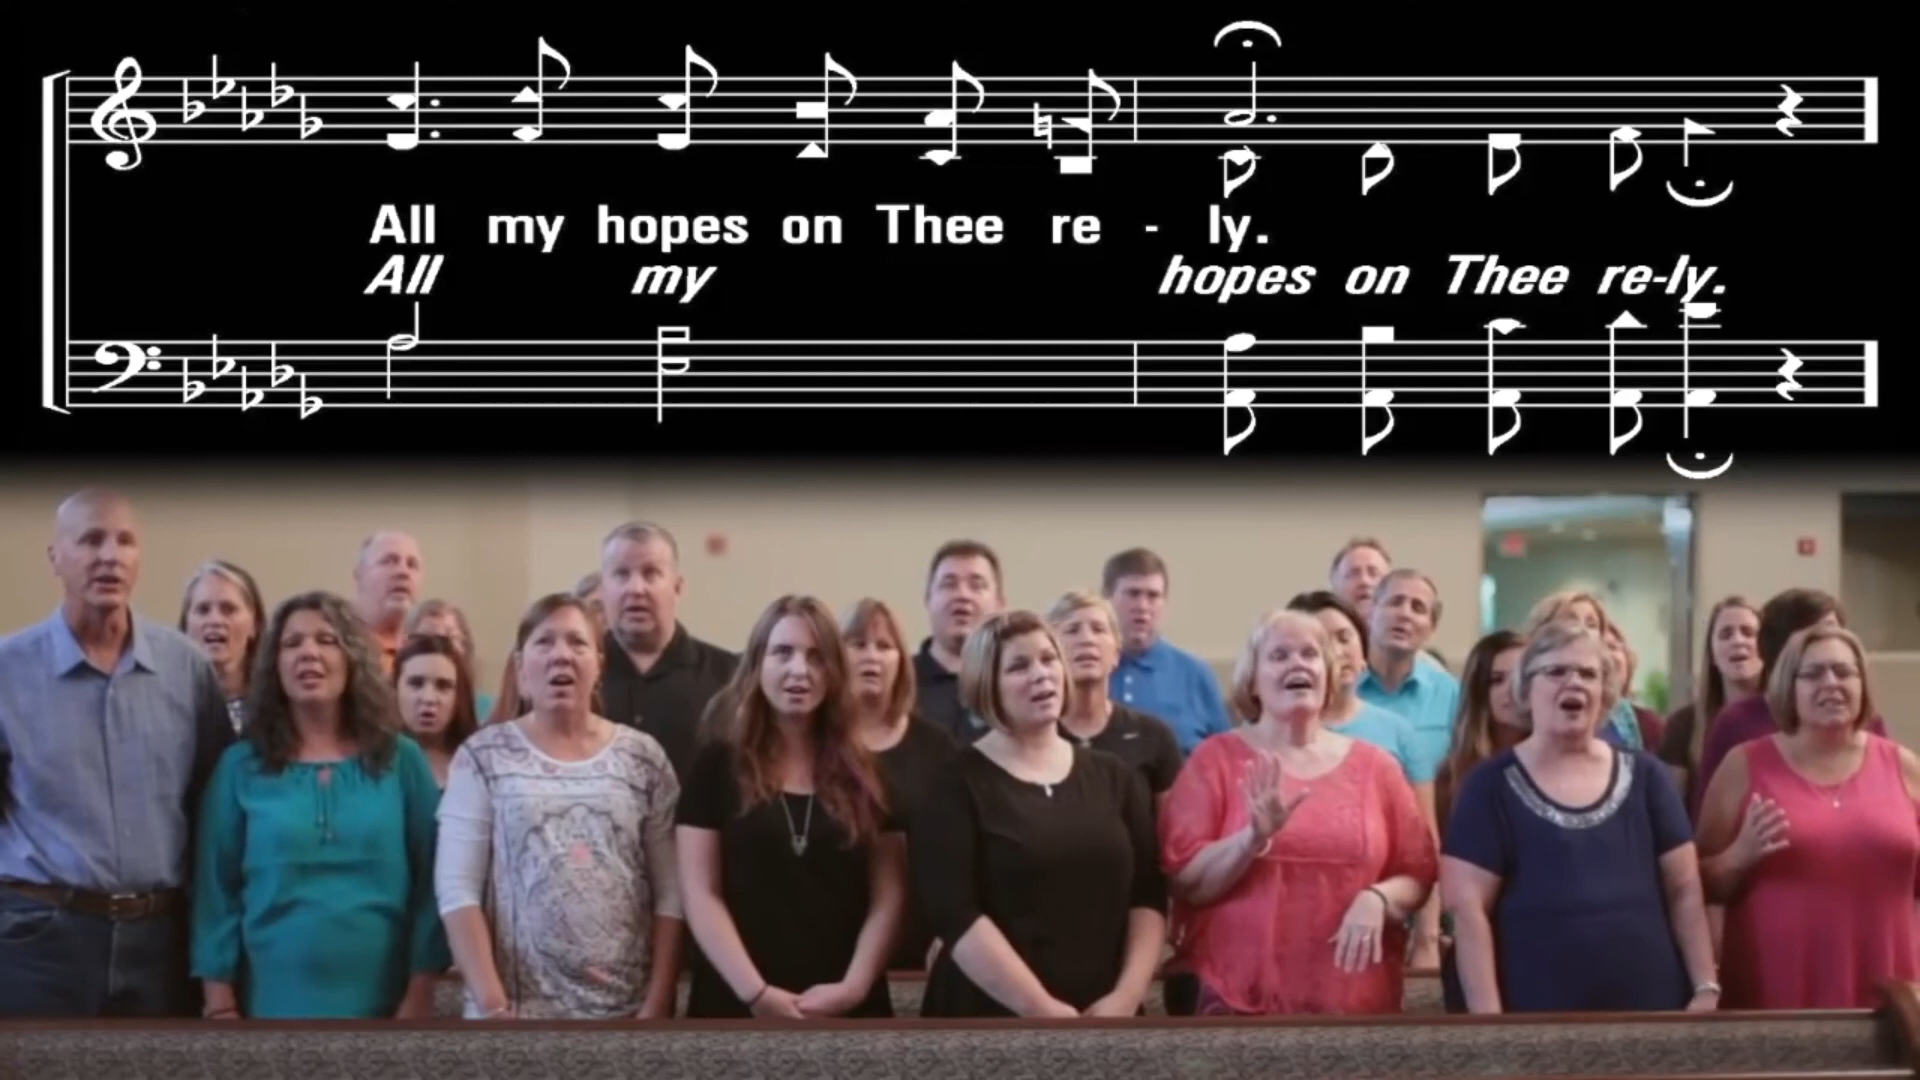 All my hopes on Thee re - ly.
All my hopes on Thee re-ly.